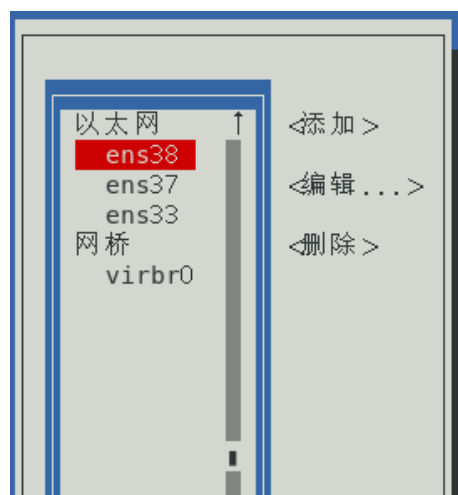 以太网 ↑ <添加>
ens38
ens37 <编辑...>
ens33
网桥 <删除>
virbr0